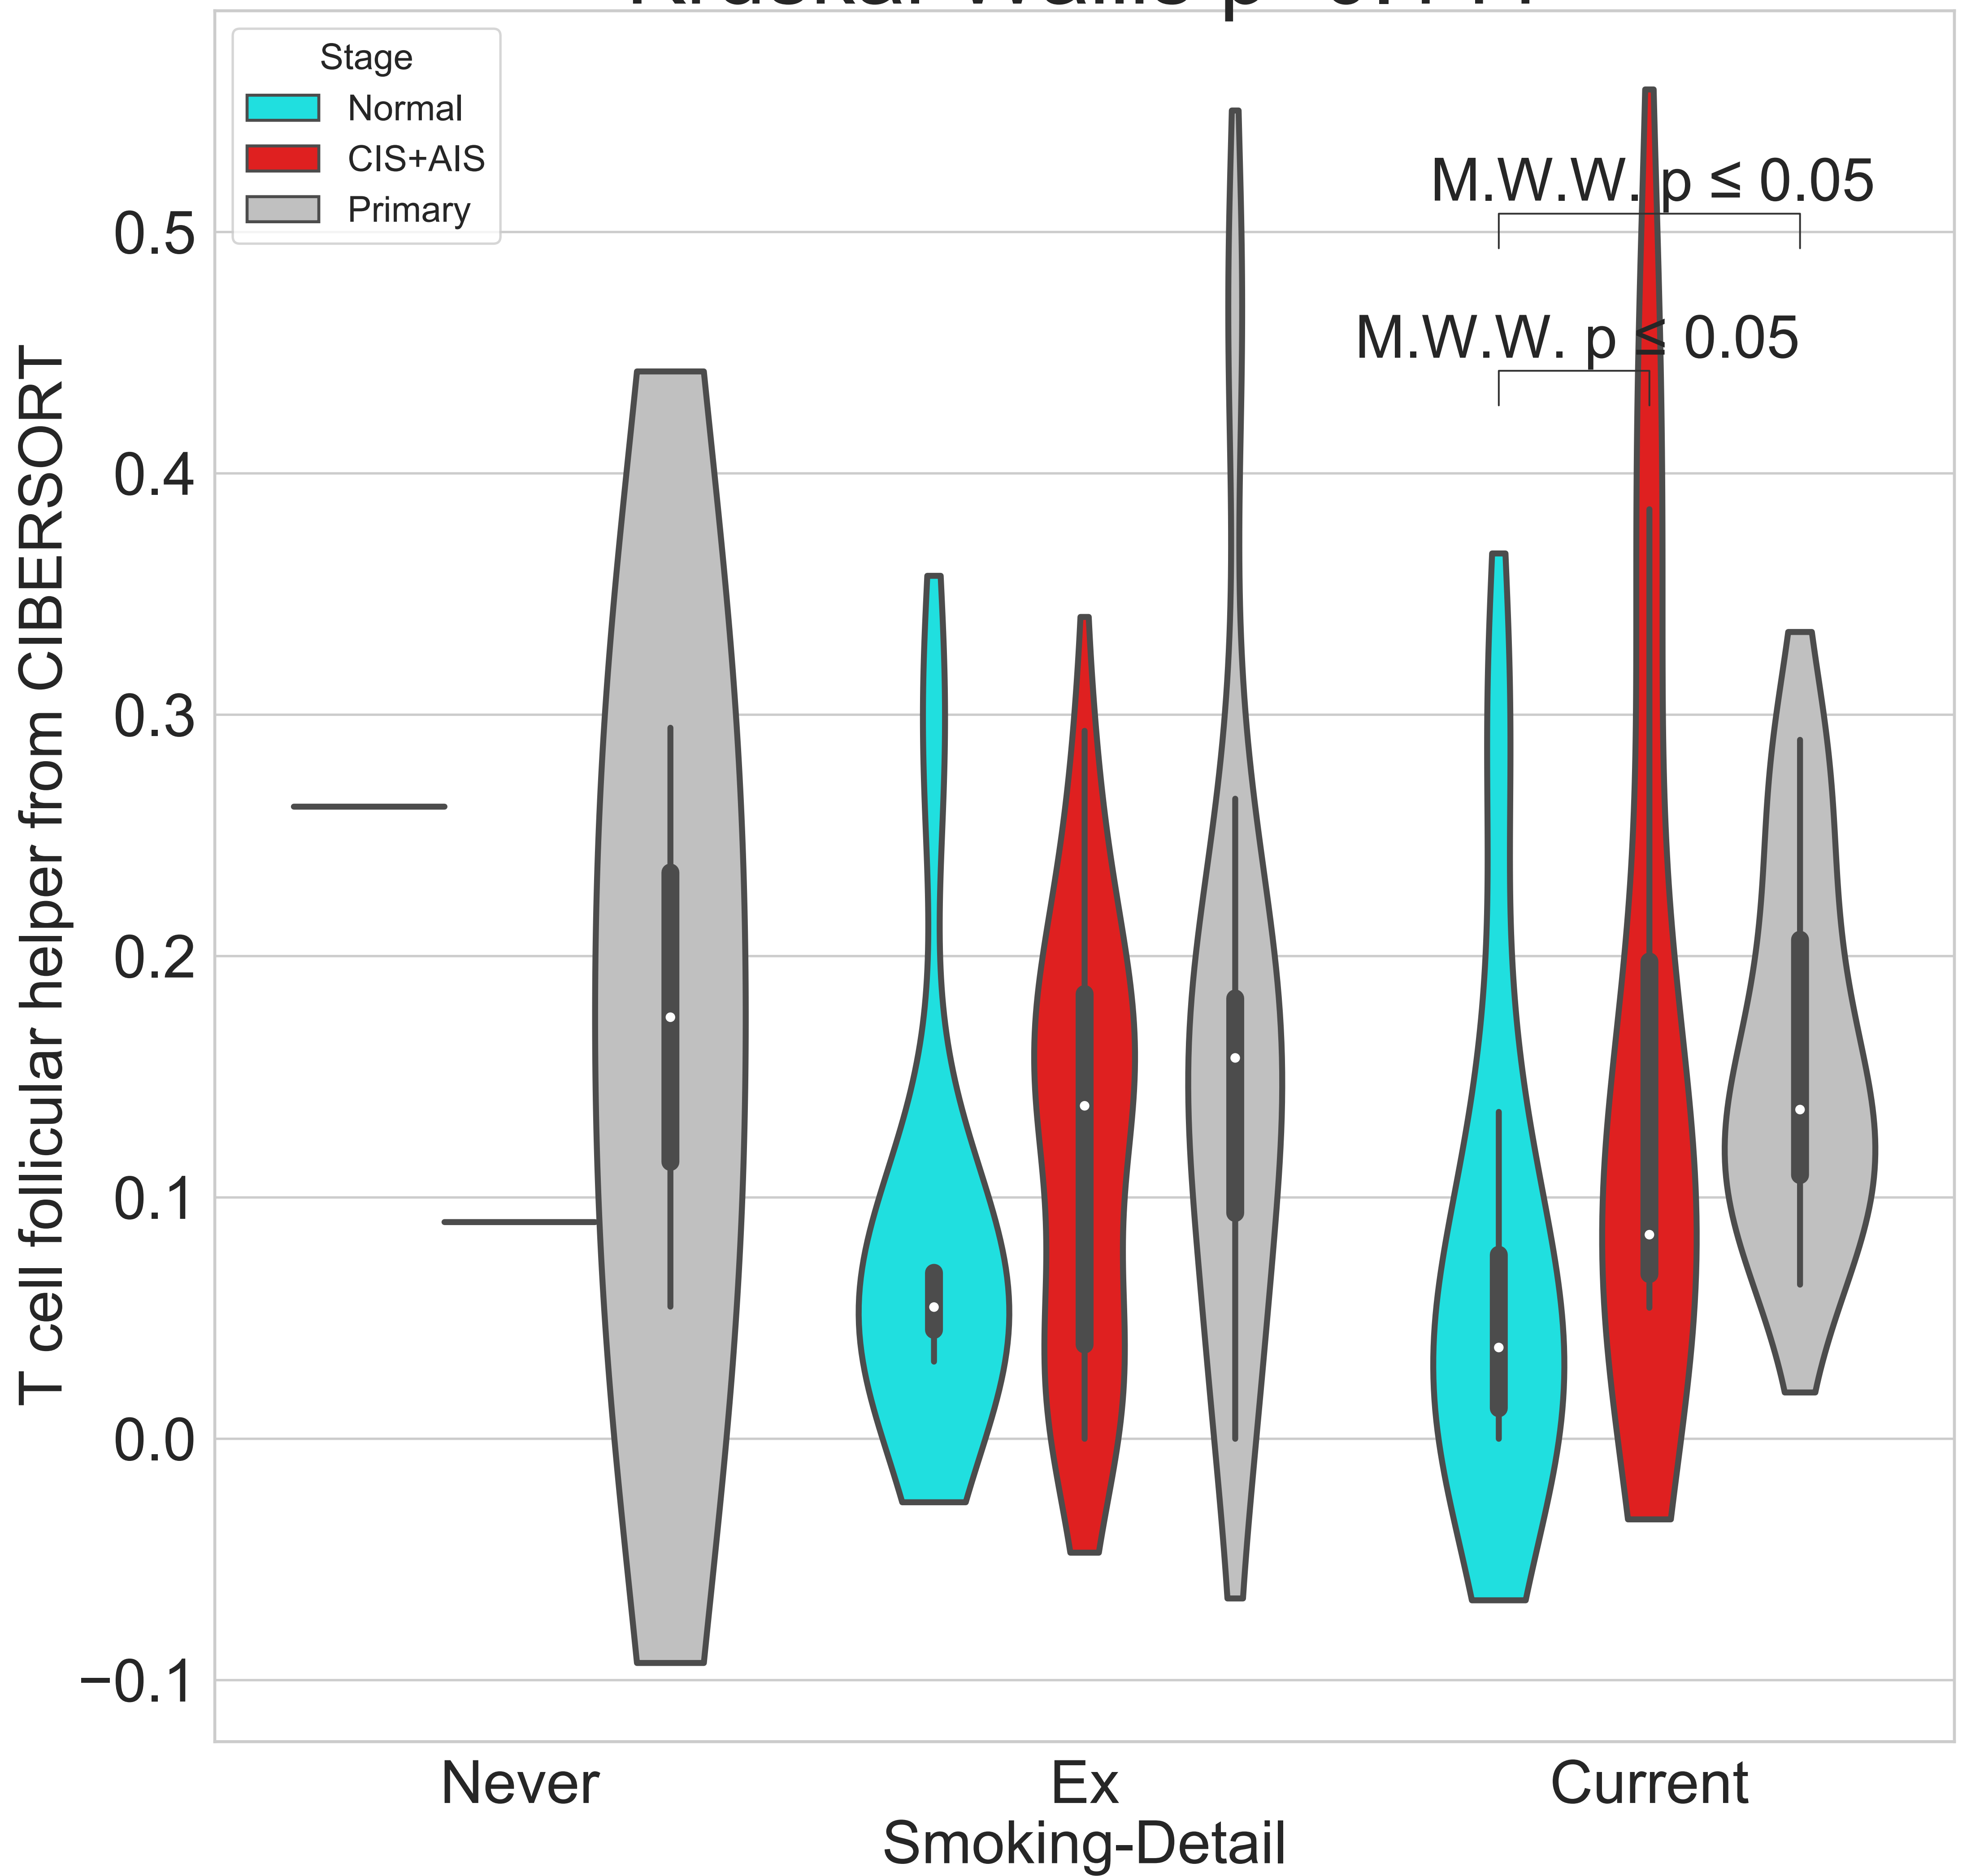 Stage
Normal
CIS+AIS
Primary
M.W.W. p ≤ 0.05
M.W.W. p ≤ 0.05
T cell follicular helper from CIBERSORT
0.5
0.4
0.3
0.2
0.1
0.0
−0.1
Never
Ex
Current
Smoking-Detail